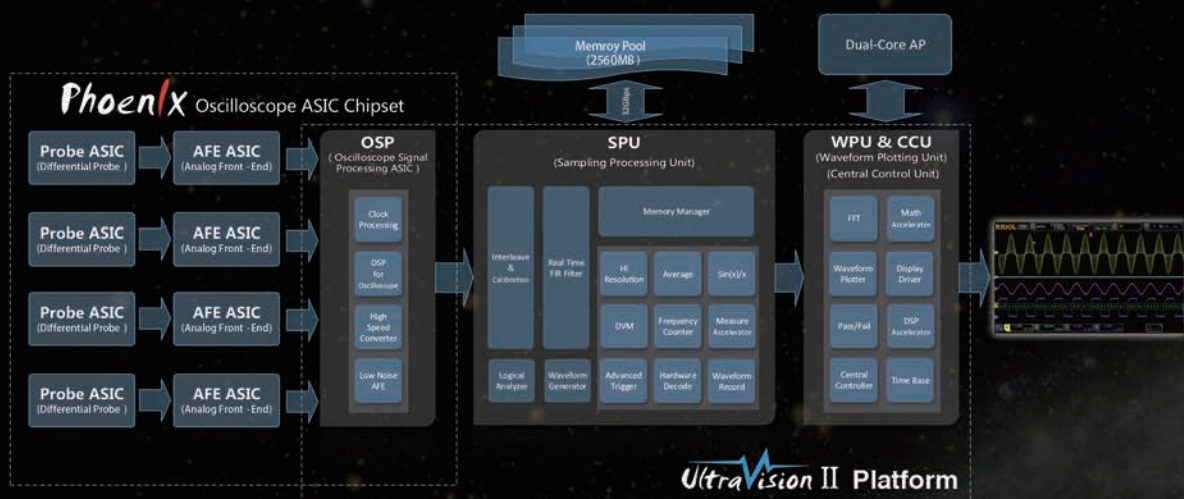 Memroy Pool
(2560MB)
Dual-Core AP
32GBps
Phoenix Oscilloscope ASIC Chipset
Probe ASIC
(Differential Probe )
AFE ASIC
(Analog Front -End)
Probe ASIC
(Differential Probe )
AFE ASIC
(Analog Front -End)
Probe ASIC
(Differential Probe )
AFE ASIC
(Analog Front -End)
Probe ASIC
(Differential Probe )
AFE ASIC
(Analog Front -End)
OSP
( Oscilloscope Signal
Processing ASIC )
Clock
Processing
DSP
for
Oscilloscope
High
Speed
Converter
Low Noise
AFE
SPU
(Sampling Processing Unit)
Interleave
&
Calibration
Real Time
FIR Filter
Memory Manager
Hi
Resolution
Average
Sin(x)/x
DVM
Frequency
Counter
Measure
Accelerator
Logical
Analyzer
Waveform
Generator
Advanced
Trigger
Hardware
Decode
Waveform
Record
WPU & CCU
(Waveform Plotting Unit)
(Central Control Unit)
FFT
Math
Accelerator
Waveform
Plotter
Display
Driver
Pass/Fail
DSP
Accelerator
Central
Controller
Time Base
RIGOL
UltraVision II Platform